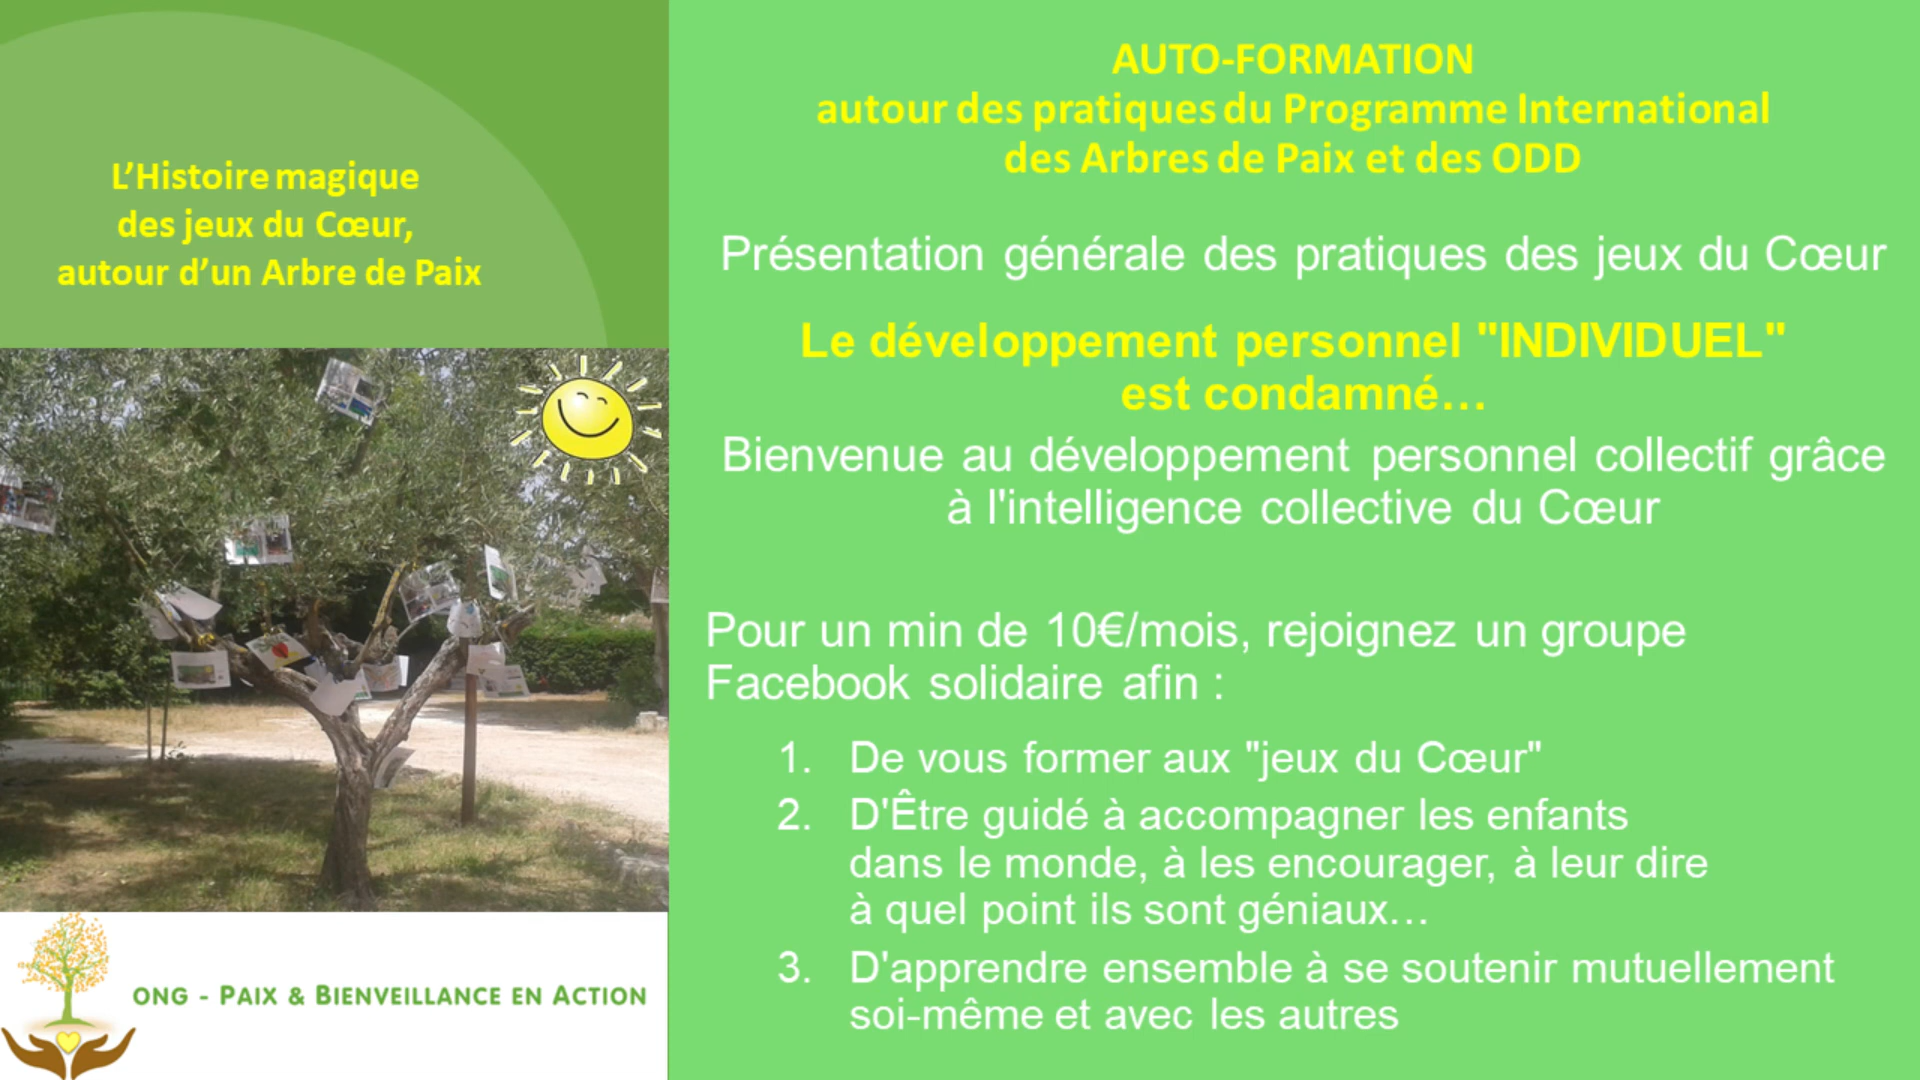 L'Histoire magique
des jeux du Cœur,
autour d'un Arbre de Paix
ONG - PAIX & BIENVEILLANCE EN ACTION
AUTO-FORMATION
autour des pratiques du Programme International
des Arbres de Paix et des ODD
Présentation générale des pratiques des jeux du Cœur
Le développement personnel "INDIVIDUEL"
est condamné...
Bienvenue au développement personnel collectif grâce
à l'intelligence collective du Cœur
Pour un min de 10€/mois, rejoignez un groupe
Facebook solidaire afin :
1. De vous former aux "jeux du Cœur"
2. D'Être guidé à accompagner les enfants
dans le monde, à les encourager, à leur dire
à quel point ils sont géniaux...
3. D'apprendre ensemble à se soutenir mutuellement
soi-même et avec les autres